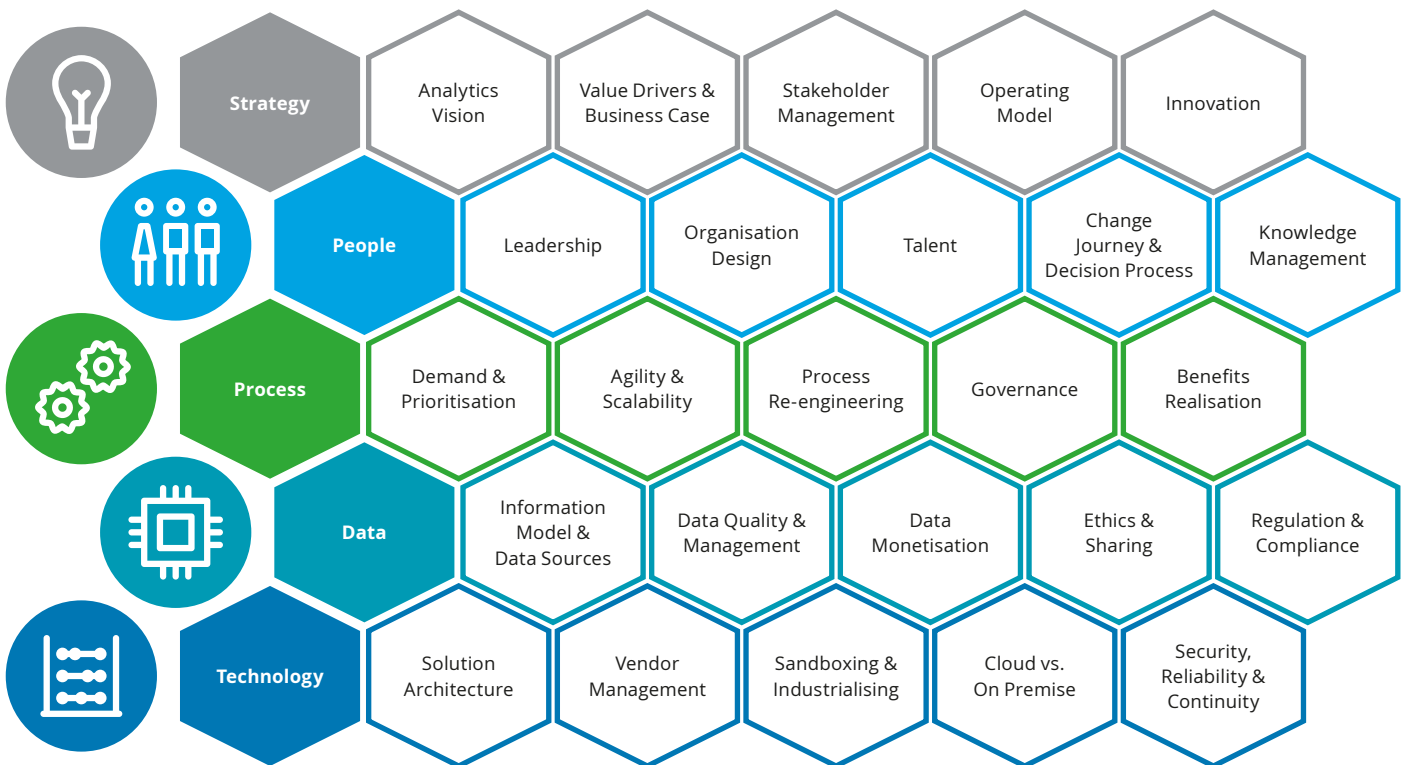 Strategy
Analytics
Vision
Value Drivers &
Business Case
Stakeholder
Management
Operating
Model
Innovation
People
Leadership
Organisation
Design
Talent
Change
Journey &
Decision Process
Knowledge
Management
Process
Demand &
Prioritisation
Agility &
Scalability
Process
Re-engineering
Governance
Benefits
Realisation
Data
Information
Model &
Data Sources
Data Quality &
Management
Data
Monetisation
Ethics &
Sharing
Regulation &
Compliance
Technology
Solution
Architecture
Vendor
Management
Sandboxing &
Industrialising
Cloud vs.
On Premise
Security,
Reliability &
Continuity